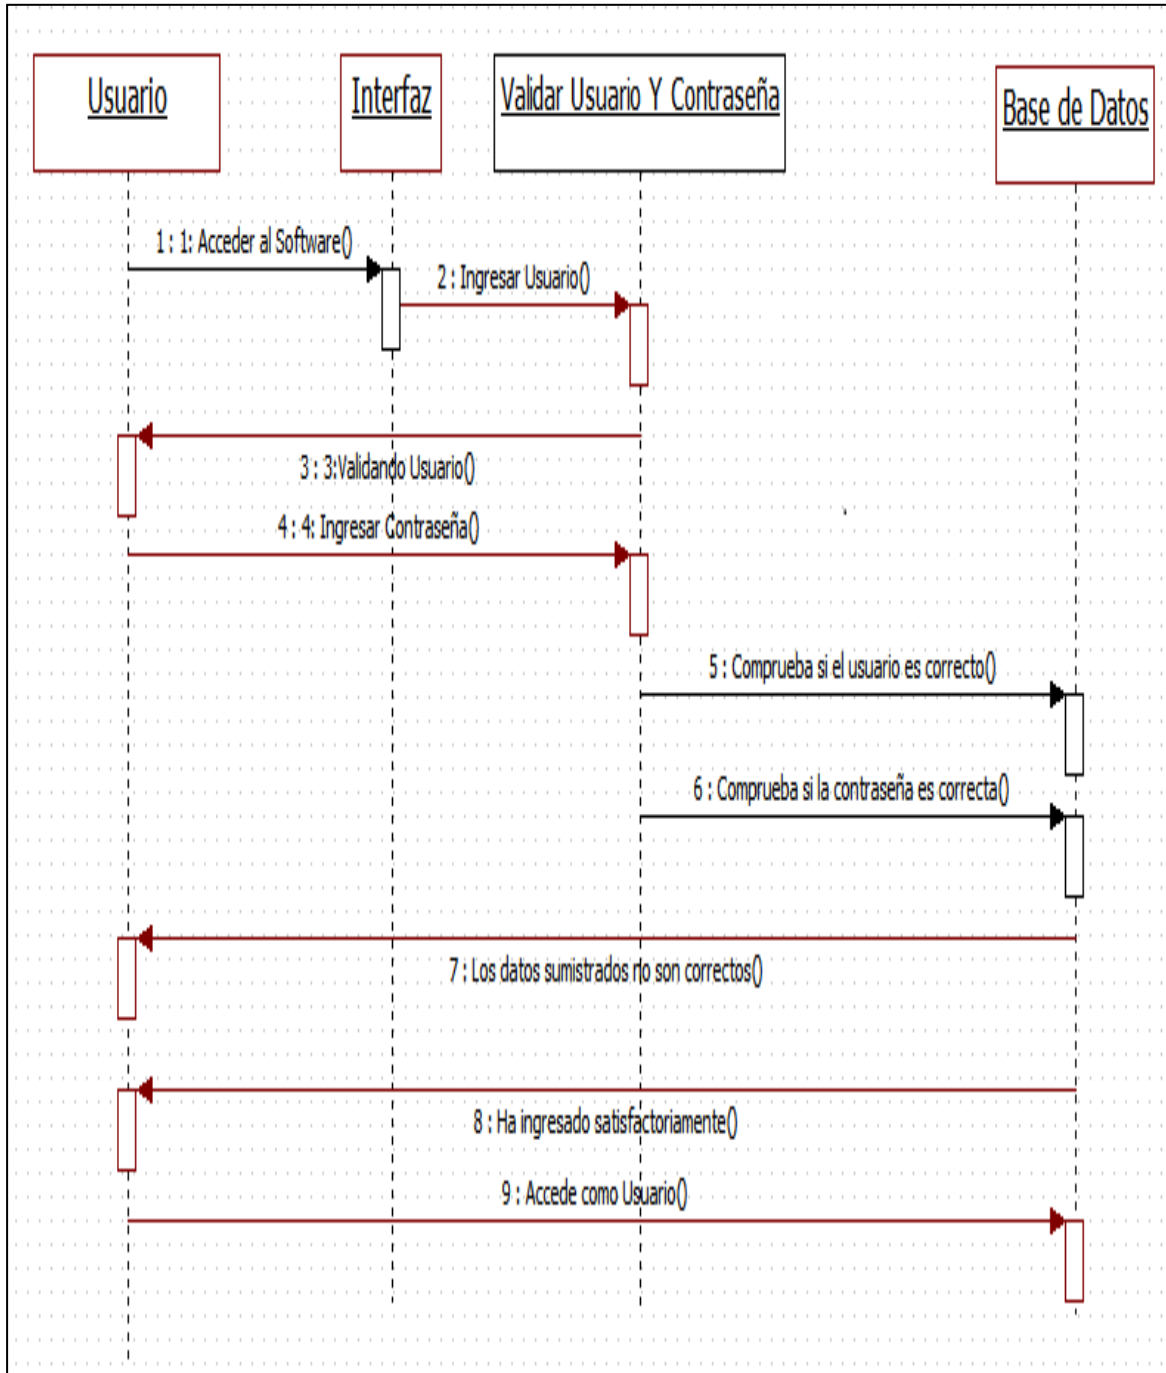 Usuario
Interfaz
Validar Usuario Y Contraseña
Base de Datos
1 : 1: Acceder al Software()
2 : Ingresar Usuario()
3 : 3:Validando Usuario()
4 : 4: Ingresar Contraseña()
5 : Comprueba si el usuario es correcto()
6 : Comprueba si la contraseña es correcta()
7 : Los datos sumistrados no son correctos()
8 : Ha ingresado satisfactoriamente()
9 : Accede como Usuario()